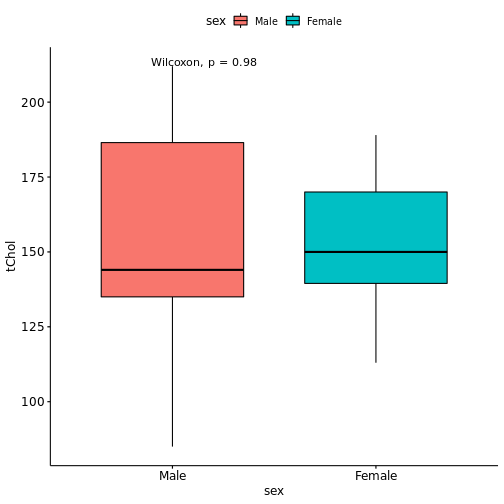 sex Male Female
Wilcoxon, p = 0.98
200
175
150
125
100
tChol
Male Female
sex